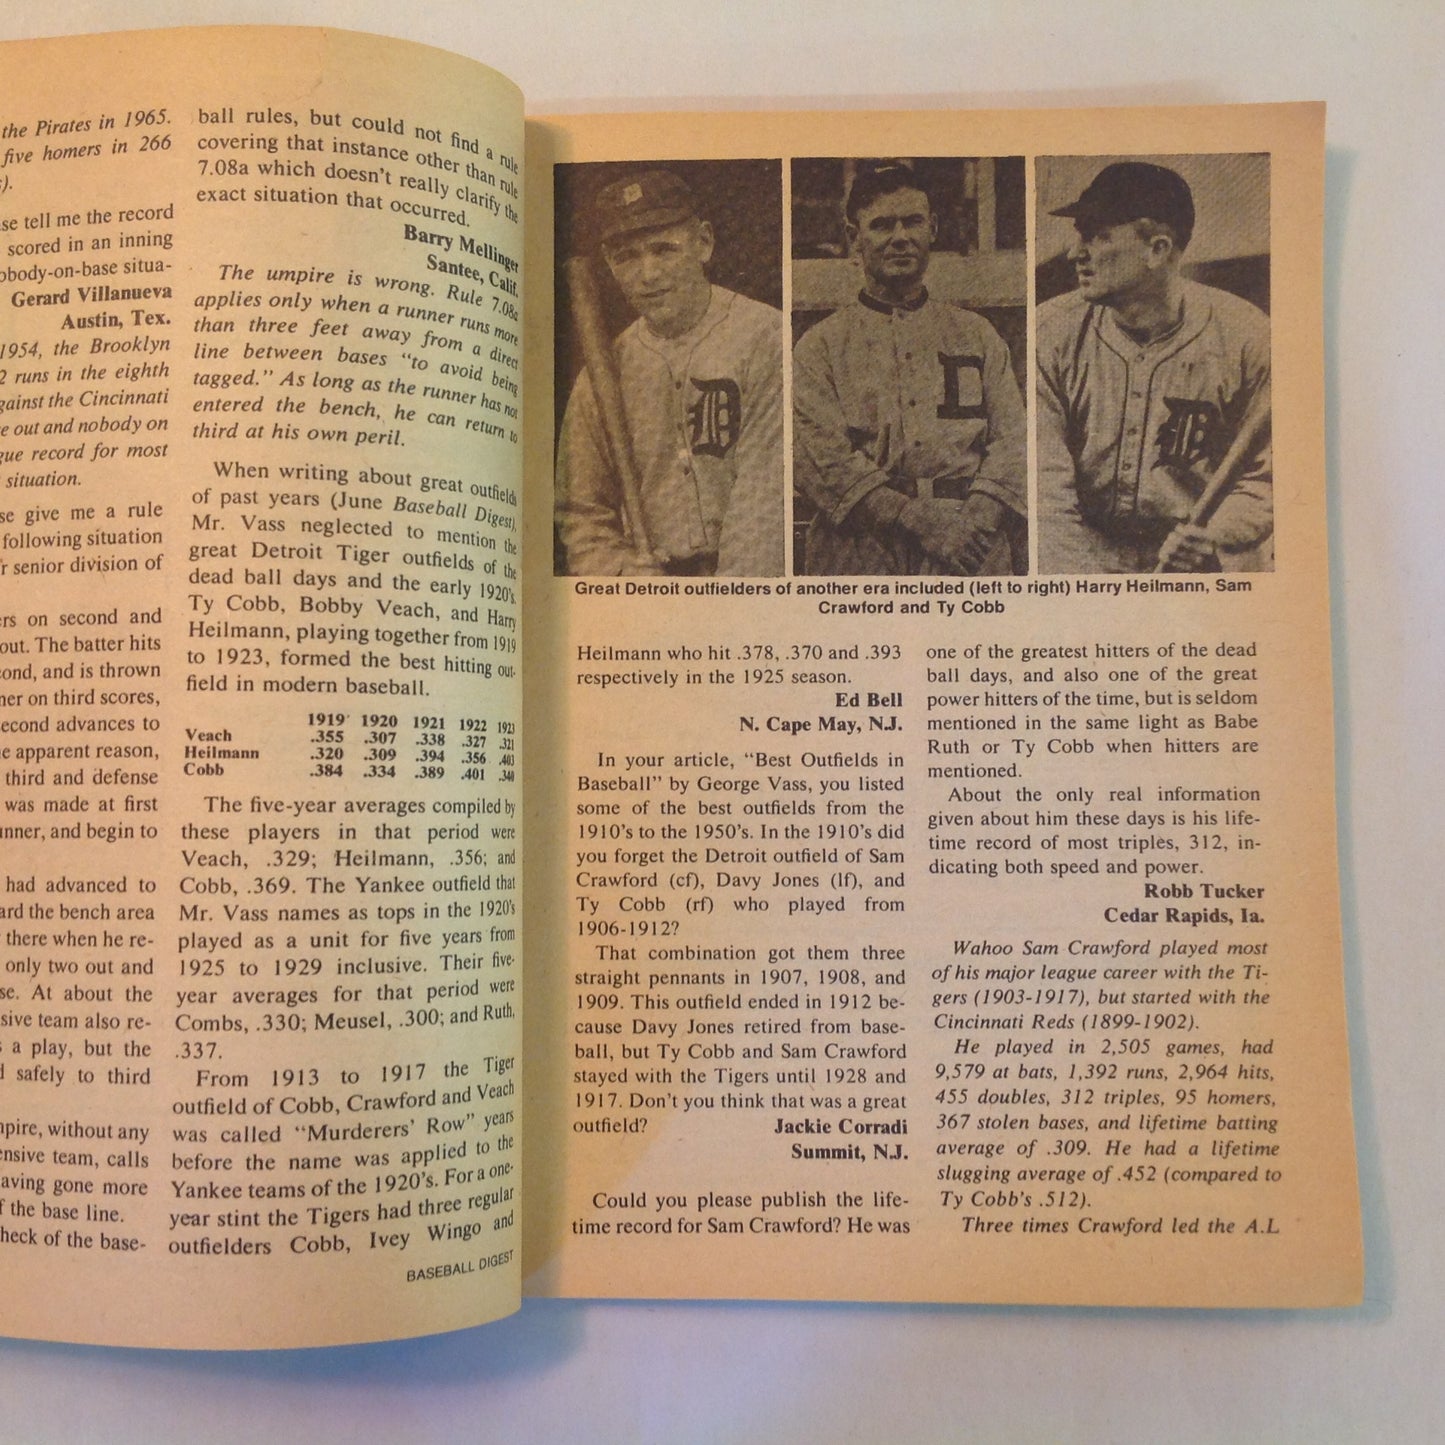 the Pirates in 1965.
five homers in 266
).
se tell me the record
scored in an inning
obody-on-base situa-
Gerard Villanueva
Austin, Tex.
1954, the Brooklyn
2 runs in the eighth
gainst the Cincinnati
e out and nobody on
gue record for most
situation.
se give me a rule
following situation
r senior division of
ers on second and
out. The batter hits
ond, and is thrown
ner on third scores,
econd advances to
e apparent reason,
third and defense
was made at first
unner, and begin to
had advanced to
ard the bench area
there when he re-
only two out and
se. At about the
sive team also re-
s a play, but the
d safely to third
mpire, without any
ensive team, calls
aving gone more
f the base line.
heck of the base-
ball rules, but could not find a rule
covering that instance other than rule
7.08a which doesn't really clarify the
exact situation that occurred.
Barry Mellinger
Santee, Calif.
The umpire is wrong. Rule 7.08a
applies only when a runner runs more
than three feet away from a direct
line between bases "to avoid being
tagged." As long as the runner has not
entered the bench, he can return to
third at his own peril.
When writing about great outfields
of past years (June Baseball Digest),
Mr. Vass neglected to mention the
great Detroit Tiger outfields of the
dead ball days and the early 1920's.
Ty Cobb, Bobby Veach, and Harry
Heilmann, playing together from 1919
to 1923, formed the best hitting out-
field in modern baseball.
1919 1920 1921 1922 1923
Veach .355 .307 .338 .327 .321
Heilmann .320 .309 .394 .356 .403
Cobb .384 .334 .389 .401 .340
The five-year averages compiled by
these players in that period were
Veach, .329; Heilmann, .356; and
Cobb, .369. The Yankee outfield that
Mr. Vass names as tops in the 1920's
played as a unit for five years from
1925 to 1929 inclusive. Their five-
year averages for that period were
Combs, .330; Meusel, .300; and Ruth,
.337.
From 1913 to 1917 the Tiger
outfield of Cobb, Crawford and Veach
was called "Murderers' Row" years
before the name was applied to the
Yankee teams of the 1920's. For a one-
year stint the Tigers had three regular
outfielders Cobb, Ivey Wingo and
BASEBALL DIGEST
D
D
D
Great Detroit outfielders of another era included (left to right) Harry Heilmann, Sam
Crawford and Ty Cobb
Heilmann who hit .378, .370 and .393
respectively in the 1925 season.
Ed Bell
N. Cape May, N.J.
In your article, "Best Outfields in
Baseball" by George Vass, you listed
some of the best outfields from the
1910's to the 1950's. In the 1910's did
you forget the Detroit outfield of Sam
Crawford (cf), Davy Jones (lf), and
Ty Cobb (rf) who played from
1906-1912?
That combination got them three
straight pennants in 1907, 1908, and
1909. This outfield ended in 1912 be-
cause Davy Jones retired from base-
ball, but Ty Cobb and Sam Crawford
stayed with the Tigers until 1928 and
1917. Don't you think that was a great
outfield?
Jackie Corradi
Summit, N.J.
Could you please publish the life-
time record for Sam Crawford? He was
one of the greatest hitters of the dead
ball days, and also one of the great
power hitters of the time, but is seldom
mentioned in the same light as Babe
Ruth or Ty Cobb when hitters are
mentioned.
About the only real information
given about him these days is his life-
time record of most triples, 312, in-
dicating both speed and power.
Robb Tucker
Cedar Rapids, Ia.
Wahoo Sam Crawford played most
of his major league career with the Ti-
gers (1903-1917), but started with the
Cincinnati Reds (1899-1902).
He played in 2,505 games, had
9,579 at bats, 1,392 runs, 2,964 hits,
455 doubles, 312 triples, 95 homers,
367 stolen bases, and lifetime batting
average of .309. He had a lifetime
slugging average of .452 (compared to
Ty Cobb's .512).
Three times Crawford led the A.L